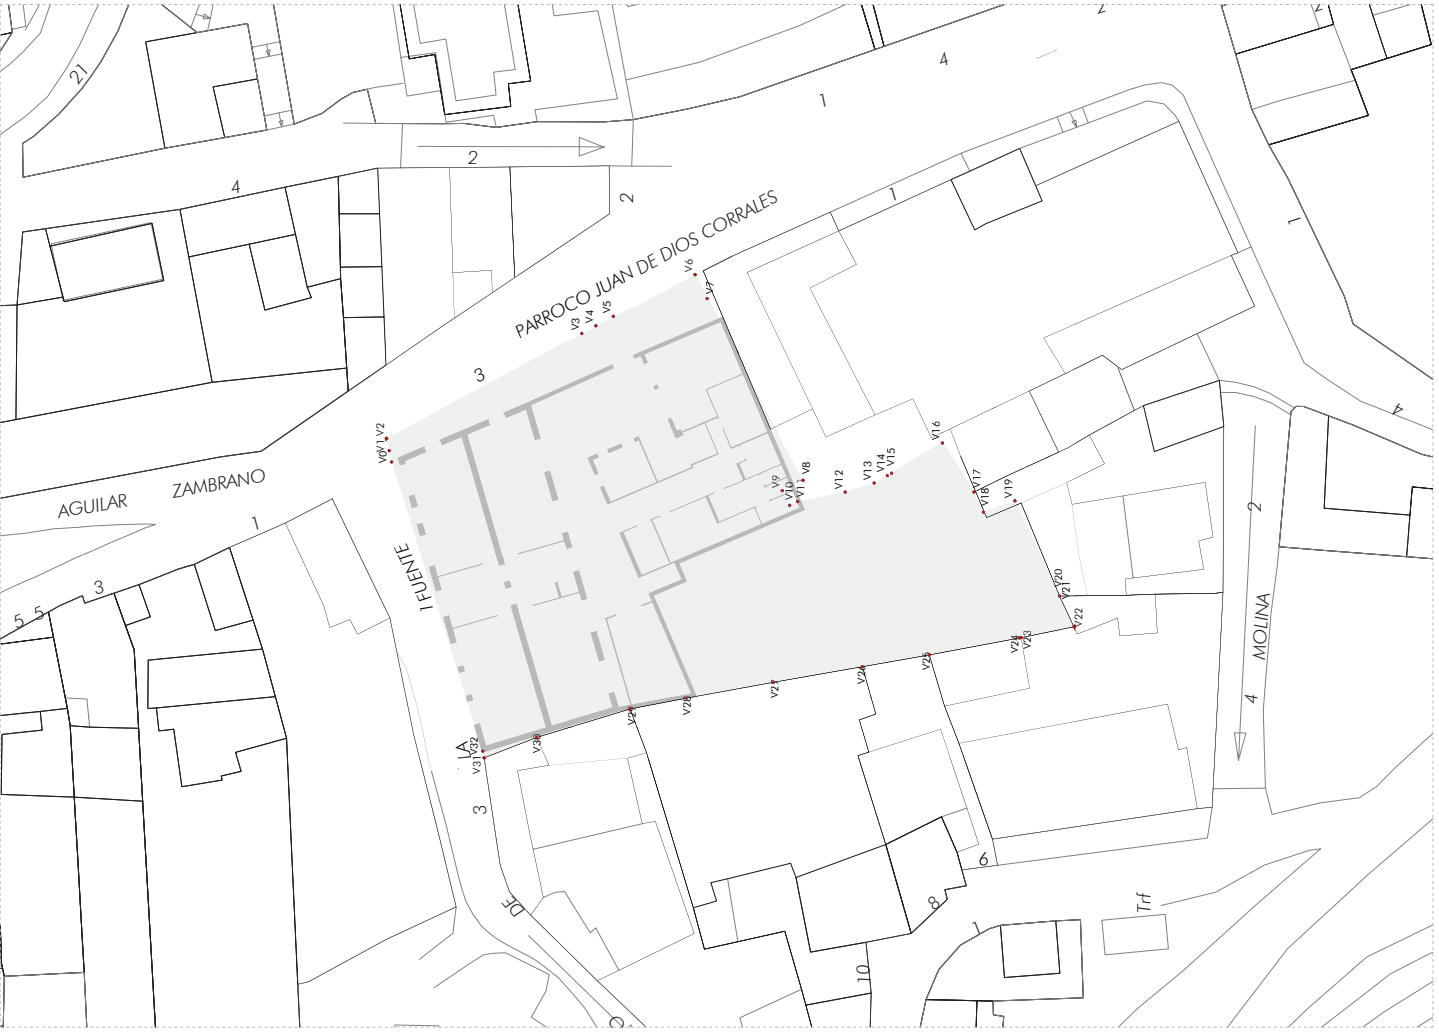 21
2
2
4
1
2
4
2
1
1
PARROCO JUAN DE DIOS CORRALES
V6
V7
V5
V4
V3
3
V2
V1
V0
4
V16
AGUILAR ZAMBRANO
V8
V9
V10
V11
V12
V13
V14
V15
V17
V18
V19
1
2
FUENTE
1
3
5
5
V20
V21
V22
V23
V24
V25
V26
V27
V28
V29
V30
V31
V32
LA
MOLINA
4
3
6
8
DE
Trf
1
10